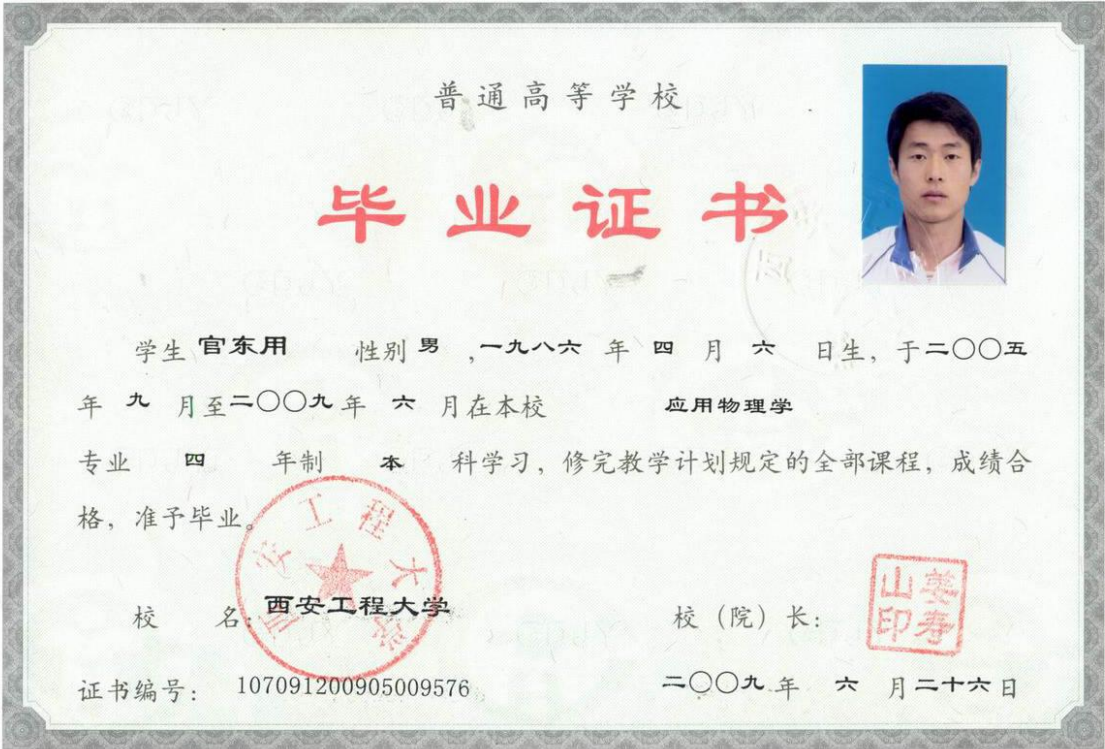 普通高等学校
毕业证书
学生 官东用 性别 男 ,一九八六 年 四 月 六 日生, 于二〇〇五
年 九 月至二〇〇九年 六 月在本校 应用物理学
专业 四 年制 本 科学习, 修完教学计划规定的全部课程, 成绩合
格, 准予毕业。
西安工程大学
校 名: 西安工程大学 校 (院) 长:
姜寿山印
证书编号: 107091200905009576 二〇〇九年 六 月二十六日